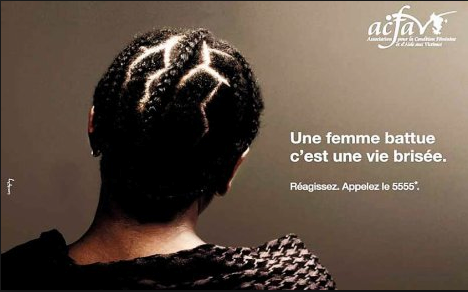 acfav
Association pour la Condition Féminine
et d'Aide aux Victimes
Une femme battue
c'est une vie brisée.
Réagissez. Appelez le 5555*.